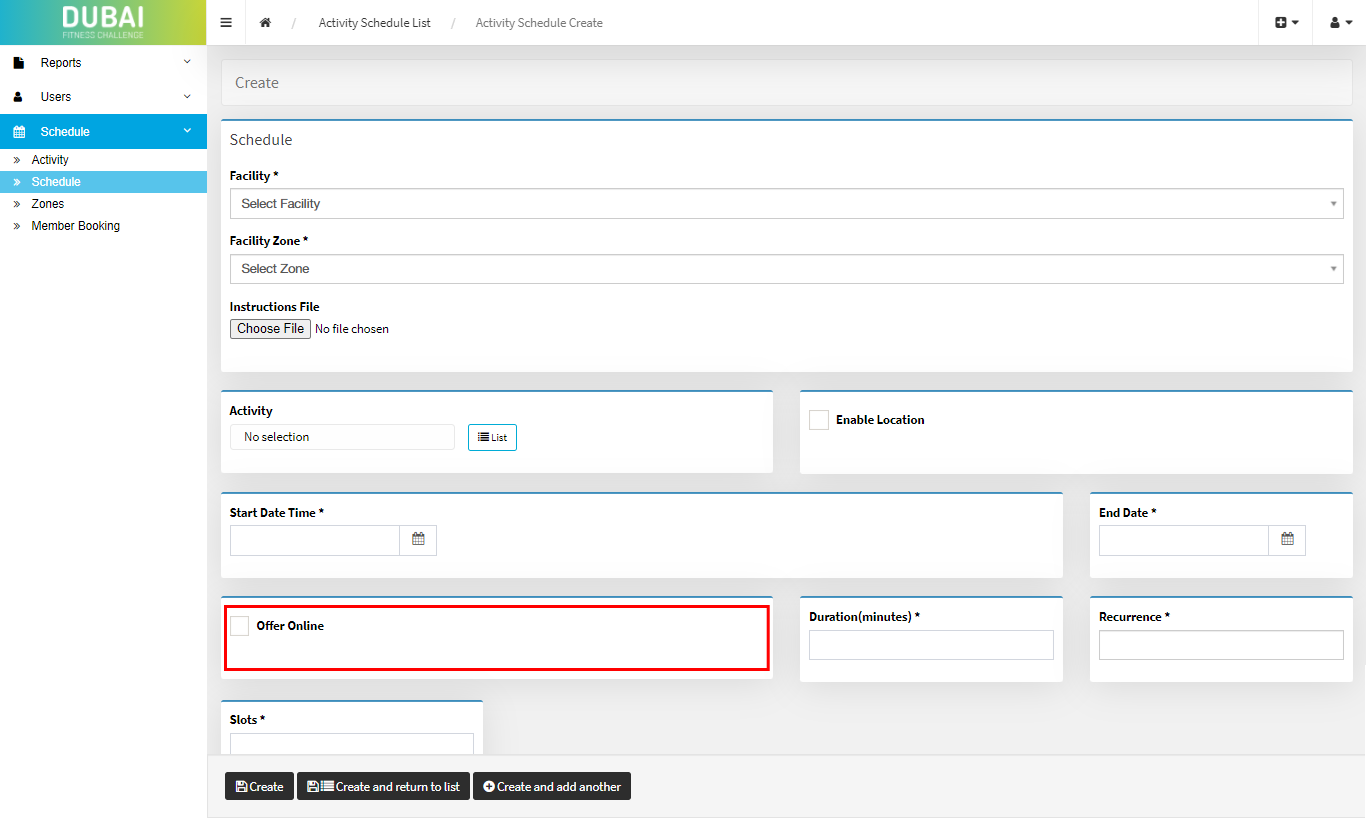 DUBAI
FITNESS CHALLENGE
/ Activity Schedule List / Activity Schedule Create
Reports
Users
Schedule
» Activity
» Schedule
» Zones
» Member Booking
Create
Schedule
Facility *
Select Facility
Facility Zone *
Select Zone
Instructions File
Choose File No file chosen
Activity
No selection
List
Enable Location
Start Date Time *
End Date *
Offer Online
Duration(minutes) *
Recurrence *
Slots *
Create
Create and return to list
Create and add another